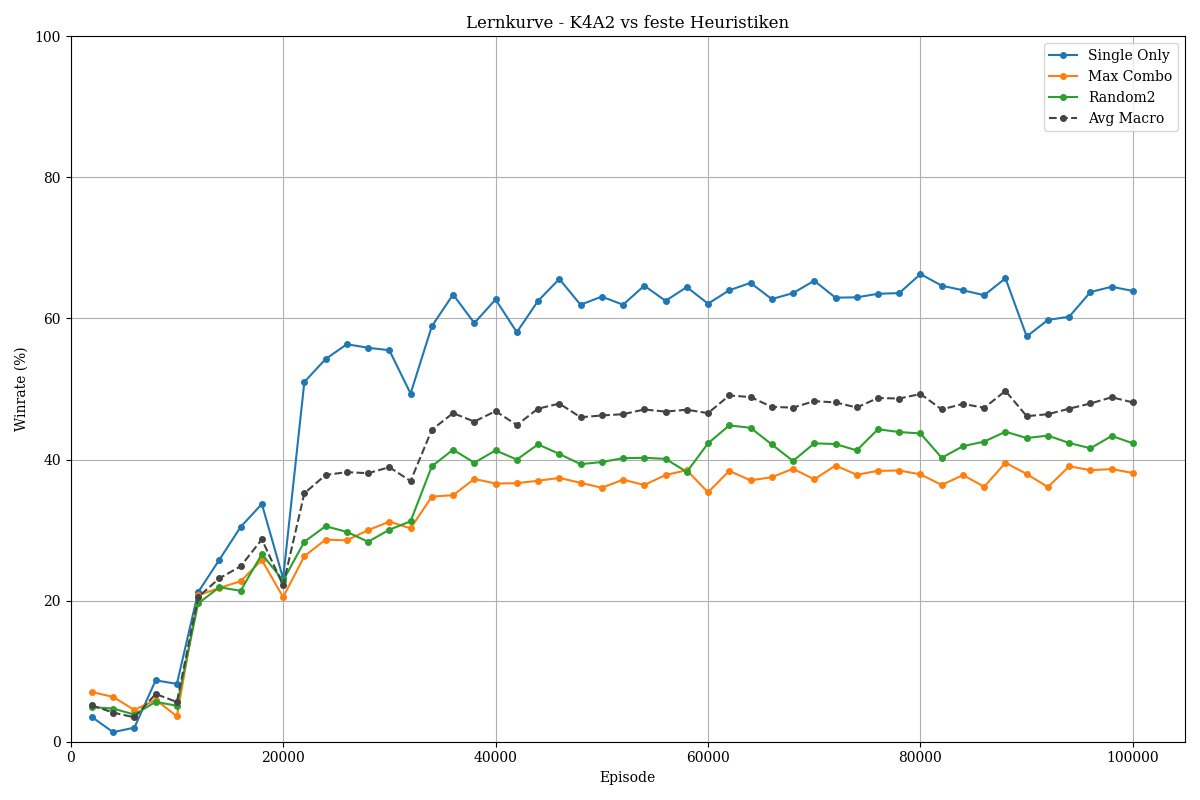 Lernkurve - K4A2 vs feste Heuristiken
100
80
60
40
20
0
Winrate (%)
Single Only
Max Combo
Random2
Avg Macro
0
20000
40000
60000
80000
100000
Episode